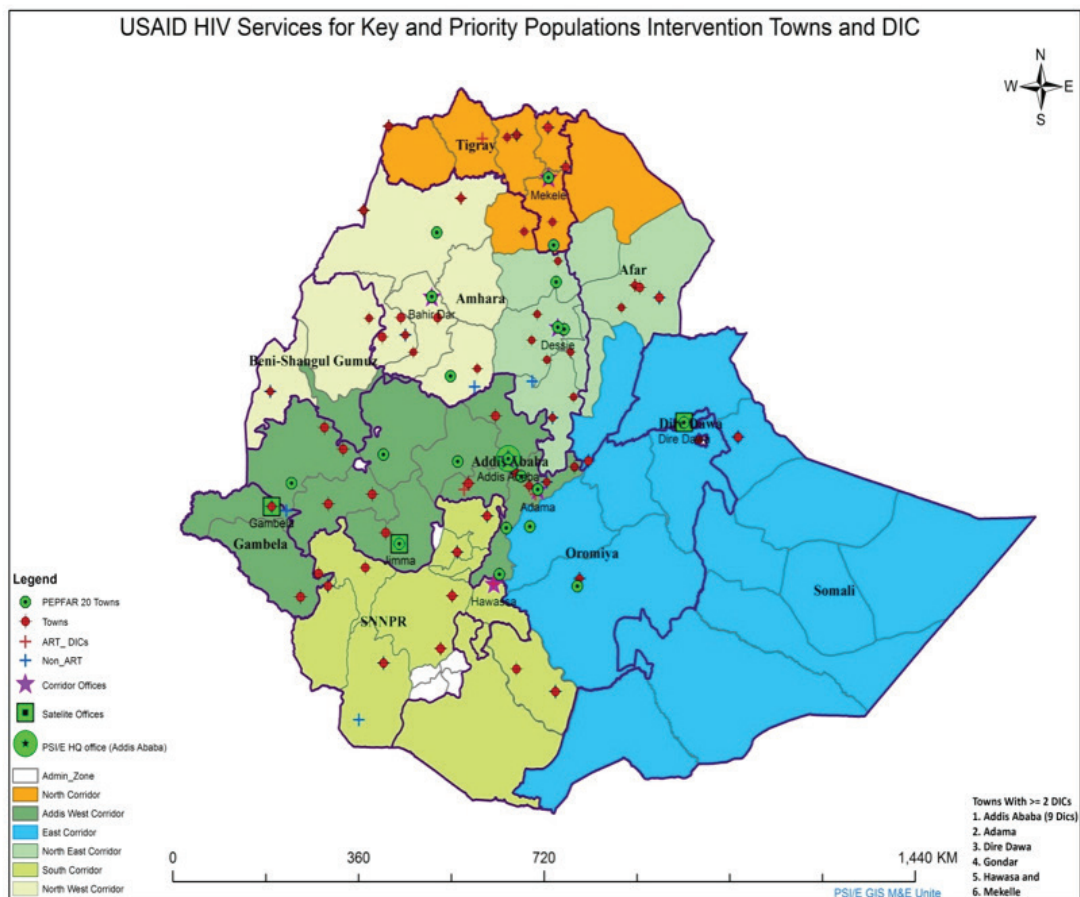 USAID HIV Services for Key and Priority Populations Intervention Towns and DIC
N
W E
S
Tigray
Mekele
Afar
Amhara
Bahir Dar
Dessie
Beni-Shangul Gumuz
Dire Dawa
Dire Dawa
Addis Ababa
Addis Ababa
Adama
Gambela
Gambela
Jimma
Oromiya
Somali
Hawassa
SNNPR
Legend
PEPFAR 20 Towns
Towns
ART_ DICs
Non_ART
Corridor Offices
Satelite Offices
PSI/E HQ office (Addis Ababa)
Admin_Zone
North Corridor
Addis West Corridor
East Corridor
North East Corridor
South Corridor
North West Corridor
0 360 720 1,440 KM
PSI/E GIS M&E Unite
Towns With >= 2 DICs
1. Addis Ababa (9 Dics)
2. Adama
3. Dire Dawa
4. Gondar
5. Hawasa and
6. Mekelle